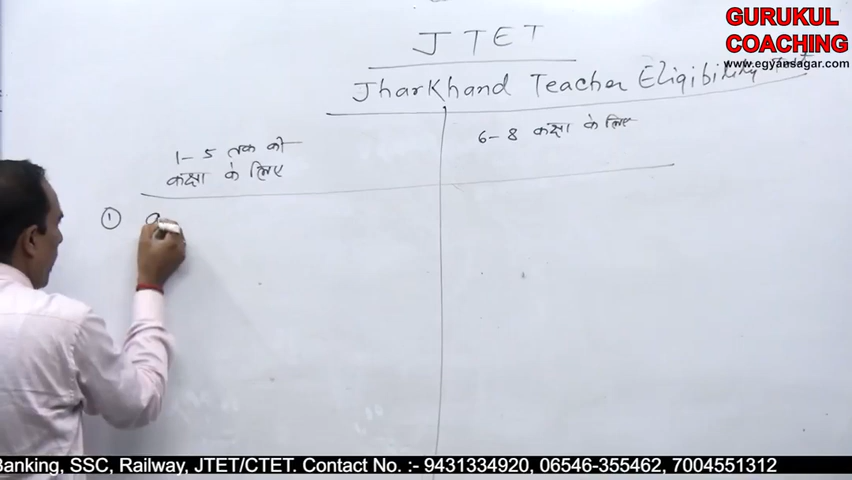 GURUKUL
COACHING
www.egyansagar.com
JTET
Jharkhand Teacher Eligibility
1-5 तक की
कक्षा के लिए
6-8 कक्षा के लिए
①
Banking, SSC, Railway, JTET/CTET. Contact No. :- 9431334920, 06546-355462, 7004551312